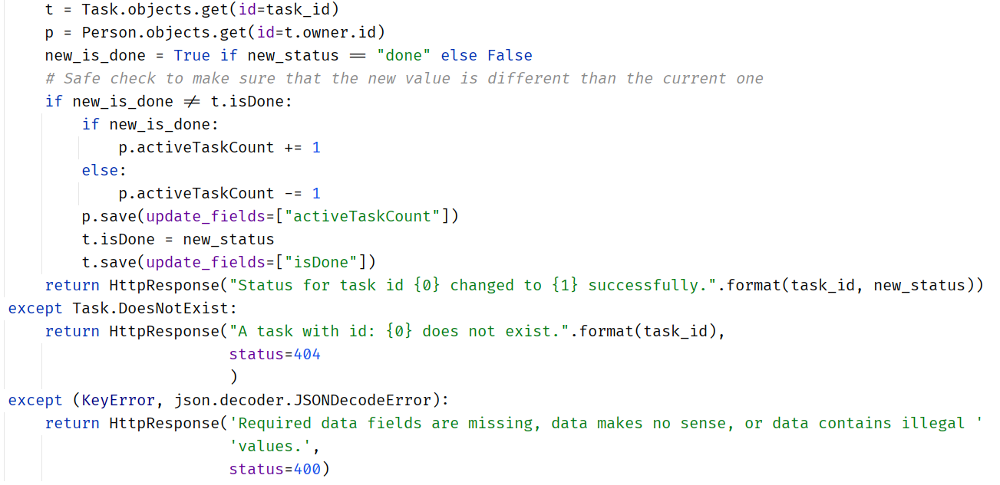 t = Task.objects.get(id=task_id)
p = Person.objects.get(id=t.owner.id)
new_is_done = True if new_status == "done" else False
# Safe check to make sure that the new value is different than the current one
if new_is_done != t.isDone:
if new_is_done:
p.activeTaskCount += 1
else:
p.activeTaskCount -= 1
p.save(update_fields=["activeTaskCount"])
t.isDone = new_status
t.save(update_fields=["isDone"])
return HttpResponse("Status for task id {0} changed to {1} successfully.".format(task_id, new_status))
except Task.DoesNotExist:
return HttpResponse("A task with id: {0} does not exist.".format(task_id),
status=404
)
except (KeyError, json.decoder.JSONDecodeError):
return HttpResponse('Required data fields are missing, data makes no sense, or data contains illegal '
'values.',
status=400)